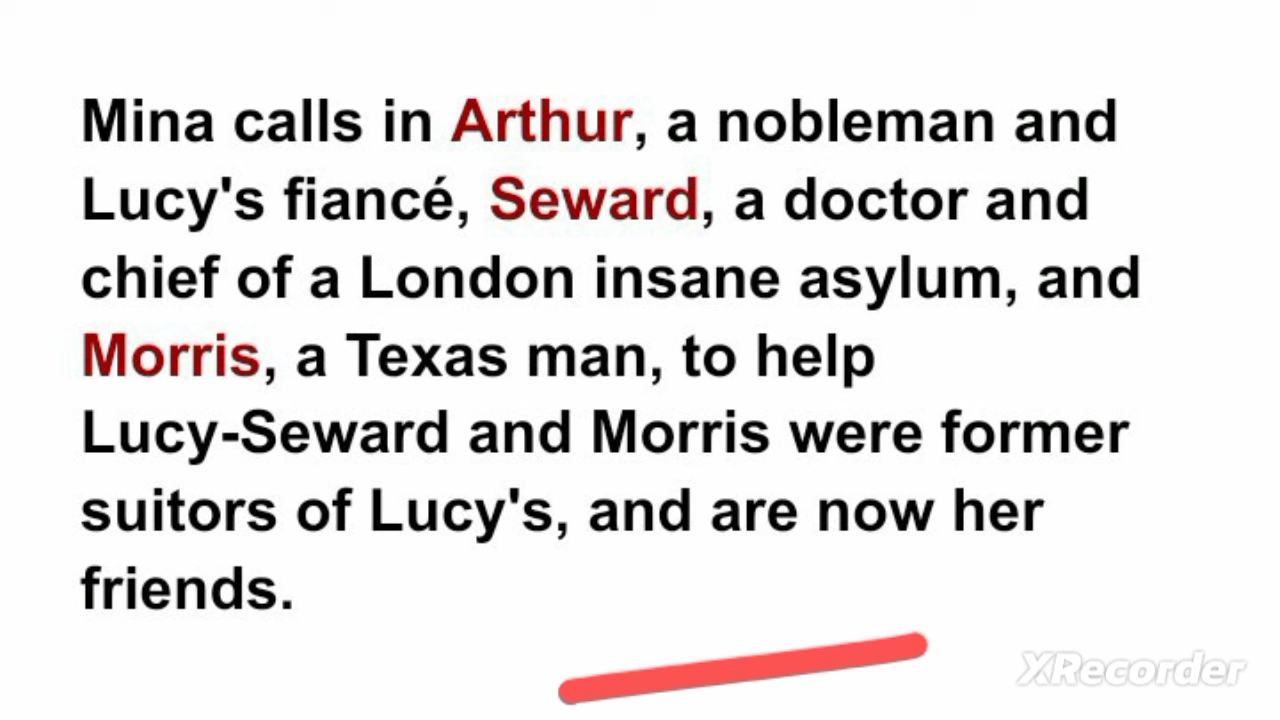 Mina calls in Arthur, a nobleman and
Lucy's fiancé, Seward, a doctor and
chief of a London insane asylum, and
Morris, a Texas man, to help
Lucy-Seward and Morris were former
suitors of Lucy's, and are now her
friends.
XRecorder